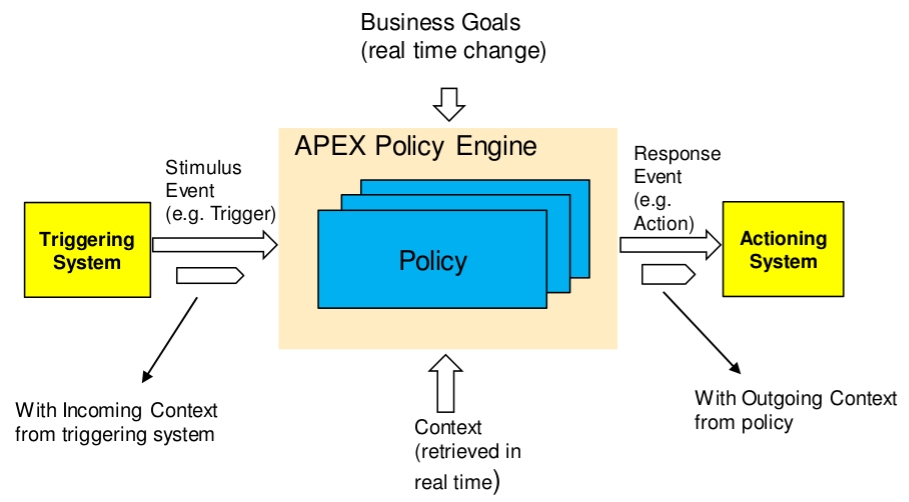 Business Goals
(real time change)
APEX Policy Engine
Stimulus
Event
(e.g. Trigger)
Response
Event
(e.g.
Action)
Triggering
System
Policy
Actioning
System
With Incoming Context
from triggering system
Context
(retrieved in
real time)
With Outgoing Context
from policy